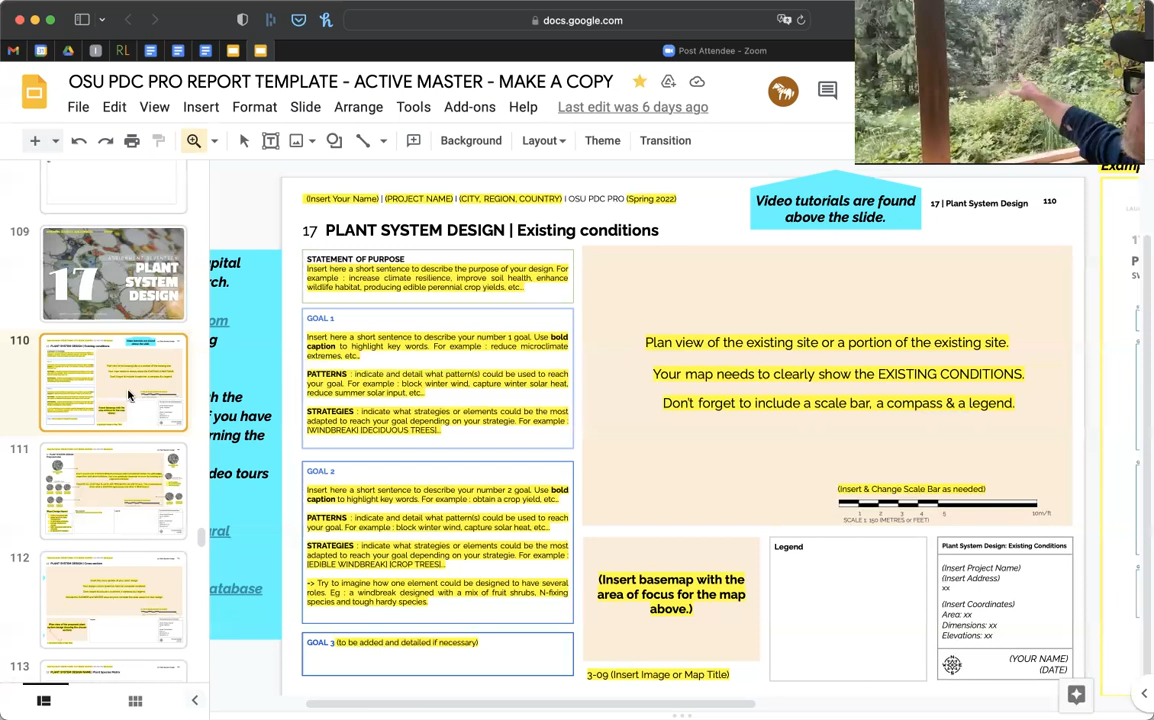 docs.google.com
RL
Post Attendee - Zoom
OSU PDC PRO REPORT TEMPLATE - ACTIVE MASTER - MAKE A COPY
File Edit View Insert Format Slide Arrange Tools Add-ons Help Last edit was 6 days ago
Background Layout Theme Transition
109
17
PLANT
SYSTEM
DESIGN
110
111
112
113
rch.
the
ch the
if you have
rning the
deo tours
ural
atabase
(Insert Your Name) | (PROJECT NAME) I (CITY, REGION, COUNTRY) I OSU PDC PRO (Spring 2022)
Video tutorials are found
above the slide.
17 | Plant System Design 110
17 PLANT SYSTEM DESIGN | Existing conditions
STATEMENT OF PURPOSE
Insert here a short sentence to describe the purpose of your design. For
example : increase climate resilience, improve soil health, enhance
wildlife habitat, producing edible perennial crop yields, etc...
GOAL 1
Insert here a short sentence to describe your number 1 goal. Use bold
caption to highlight key words. For example : reduce microclimate
extremes, etc...
PATTERNS : indicate and detail what pattern(s) could be used to reach
your goal. For example : block winter wind, capture winter solar heat,
reduce summer solar input, etc...
STRATEGIES : indicate what strategies or elements could be the most
adapted to reach your goal depending on your strategie. For example :
[WINDBREAK] [DECIDUOUS TREES]...
GOAL 2
Insert here a short sentence to describe your number 2 goal. Use bold
caption to highlight key words. For example : obtain a crop yield, etc...
PATTERNS : indicate and detail what pattern(s) could be used to reach
your goal. For example : block winter wind, capture winter solar heat, etc...
STRATEGIES : indicate what strategies or elements could be the most
adapted to reach your goal depending on your strategie. For example :
[EDIBLE WINDBREAK] [CROP TREES]...
-> Try to imagine how one element could be designed to have several
roles. Eg : a windbreak designed with a mix of fruit shrubs, N-fixing
species and tough hardy species.
GOAL 3 (to be added and detailed if necessary)
Plan view of the existing site or a portion of the existing site.
Your map needs to clearly show the EXISTING CONDITIONS.
Don't forget to include a scale bar, a compass & a legend.
(Insert & Change Scale Bar as needed)
1 2 3 4 5 10m/ft
SCALE 1: 150 (METRES or FEET)
(Insert basemap with the
area of focus for the map
above.)
3-09 (Insert Image or Map Title)
Legend
Plant System Design: Existing Conditions
(Insert Project Name)
(Insert Address)
xx
(Insert Coordinates)
Area: xx
Dimensions: xx
Elevations: xx
(YOUR NAME)
(DATE)